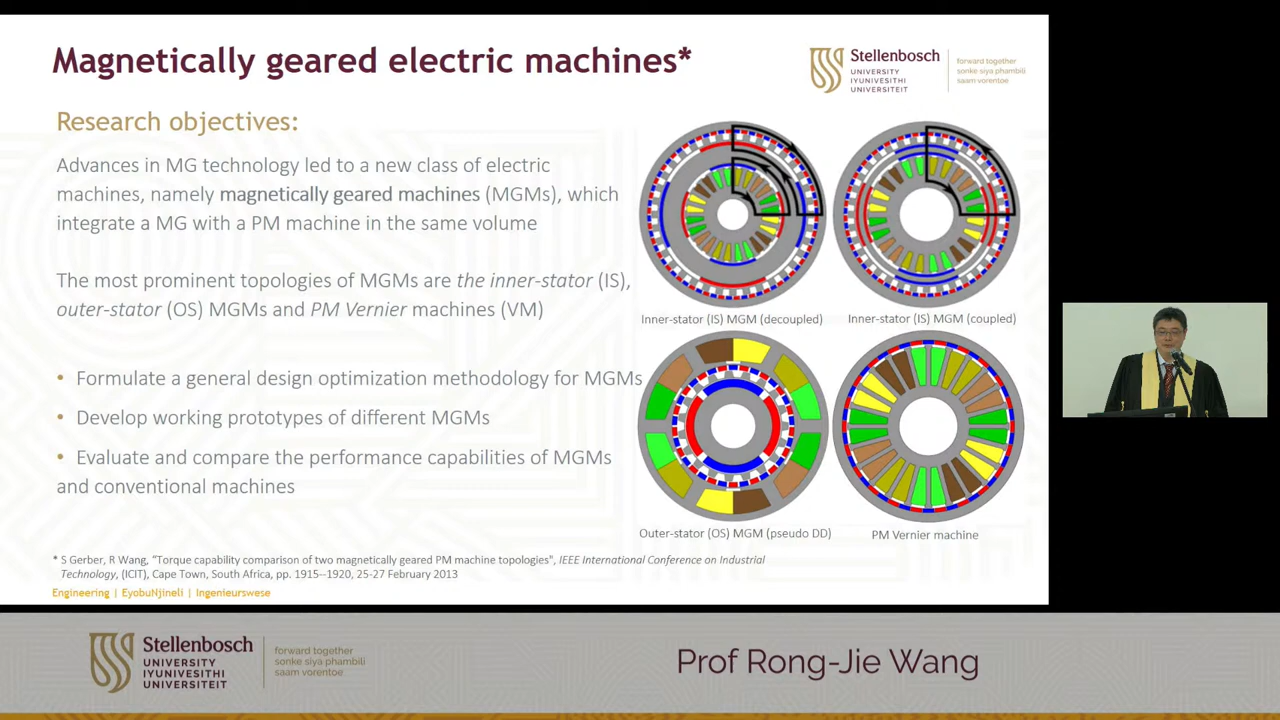 Magnetically geared electric machines*
Stellenbosch
UNIVERSITY
IYUNIVESITHI
UNIVERSITEIT
forward together
sonke siya phambili
saam vorentoe
Research objectives:
Advances in MG technology led to a new class of electric
machines, namely magnetically geared machines (MGMs), which
integrate a MG with a PM machine in the same volume
The most prominent topologies of MGMs are the inner-stator (IS),
outer-stator (OS) MGMs and PM Vernier machines (VM)
• Formulate a general design optimization methodology for MGMs
• Develop working prototypes of different MGMs
• Evaluate and compare the performance capabilities of MGMs
and conventional machines
Inner-stator (IS) MGM (decoupled)
Inner-stator (IS) MGM (coupled)
Outer-stator (OS) MGM (pseudo DD)
PM Vernier machine
* S Gerber, R Wang, "Torque capability comparison of two magnetically geared PM machine topologies", IEEE International Conference on Industrial
Technology, (ICIT), Cape Town, South Africa, pp. 1915--1920, 25-27 February 2013
Engineering | EyobuNjineli | Ingenieurswese
Stellenbosch
UNIVERSITY
IYUNIVESITHI
UNIVERSITEIT
forward together
sonke siya phambili
saam vorentoe
Prof Rong-Jie Wang